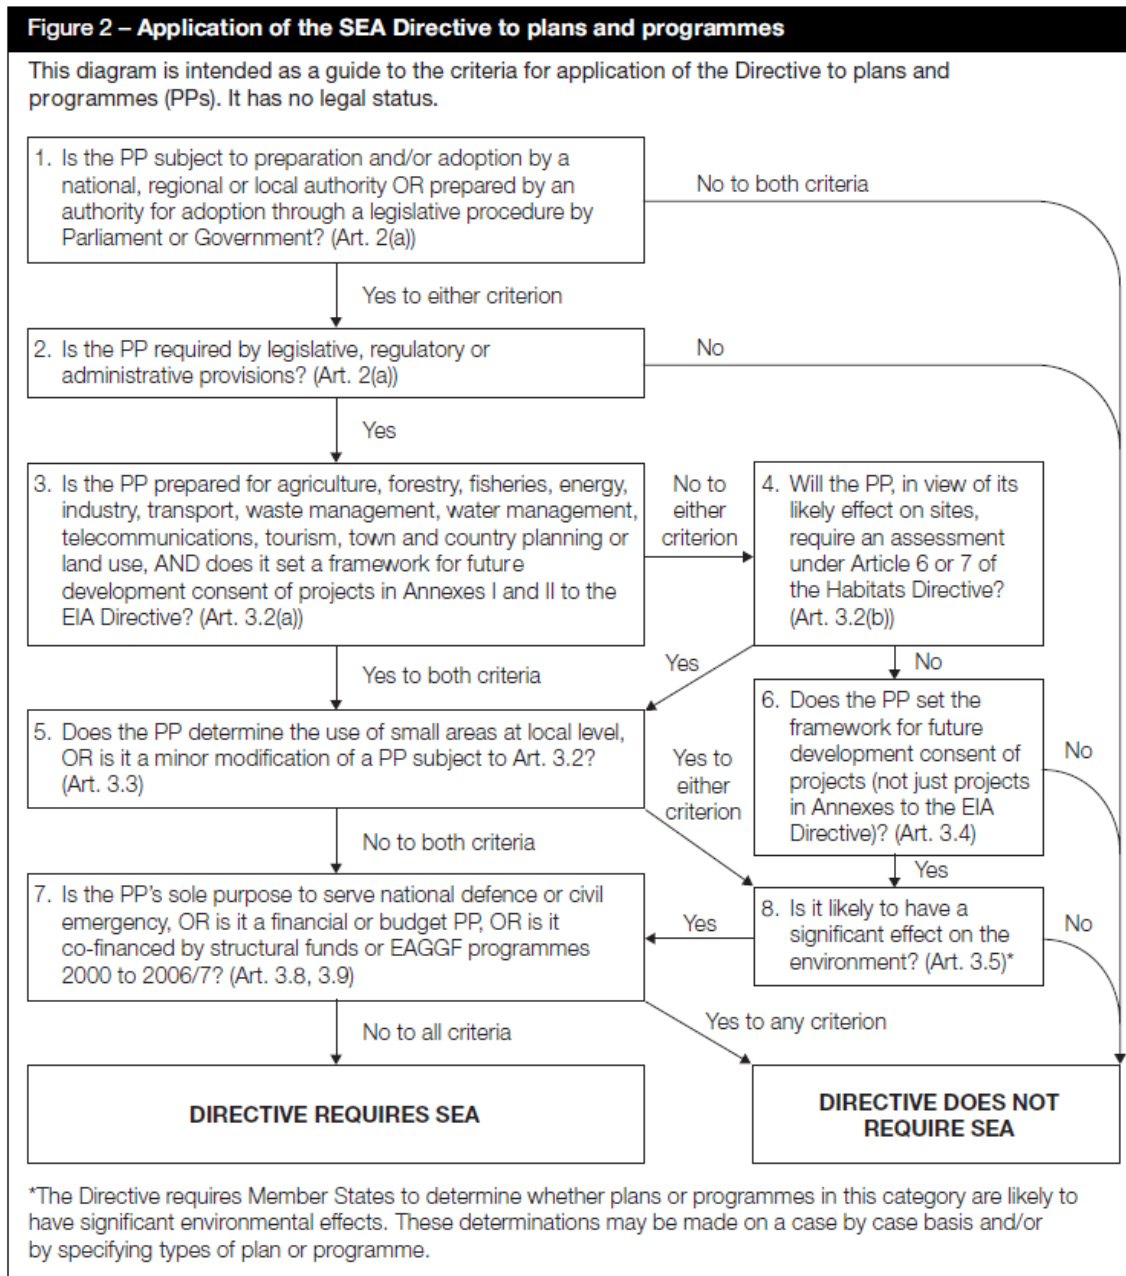 Figure 2 – Application of the SEA Directive to plans and programmes
This diagram is intended as a guide to the criteria for application of the Directive to plans and
programmes (PPs). It has no legal status.
1. Is the PP subject to preparation and/or adoption by a
national, regional or local authority OR prepared by an
authority for adoption through a legislative procedure by
Parliament or Government? (Art. 2(a))
No to both criteria
Yes to either criterion
2. Is the PP required by legislative, regulatory or
administrative provisions? (Art. 2(a))
No
Yes
3. Is the PP prepared for agriculture, forestry, fisheries, energy,
industry, transport, waste management, water management,
telecommunications, tourism, town and country planning or
land use, AND does it set a framework for future
development consent of projects in Annexes I and II to the
EIA Directive? (Art. 3.2(a))
No to
either
criterion
4. Will the PP, in view of its
likely effect on sites,
require an assessment
under Article 6 or 7 of
the Habitats Directive?
(Art. 3.2(b))
Yes to both criteria
Yes
No
5. Does the PP determine the use of small areas at local level,
OR is it a minor modification of a PP subject to Art. 3.2?
(Art. 3.3)
Yes to
either
criterion
6. Does the PP set the
framework for future
development consent of
projects (not just projects
in Annexes to the EIA
Directive)? (Art. 3.4)
No
No to both criteria
Yes
7. Is the PP's sole purpose to serve national defence or civil
emergency, OR is it a financial or budget PP, OR is it
co-financed by structural funds or EAGGF programmes
2000 to 2006/7? (Art. 3.8, 3.9)
Yes
8. Is it likely to have a
significant effect on the
environment? (Art. 3.5)*
No
No to all criteria
Yes to any criterion
DIRECTIVE REQUIRES SEA
DIRECTIVE DOES NOT
REQUIRE SEA
*The Directive requires Member States to determine whether plans or programmes in this category are likely to
have significant environmental effects. These determinations may be made on a case by case basis and/or
by specifying types of plan or programme.